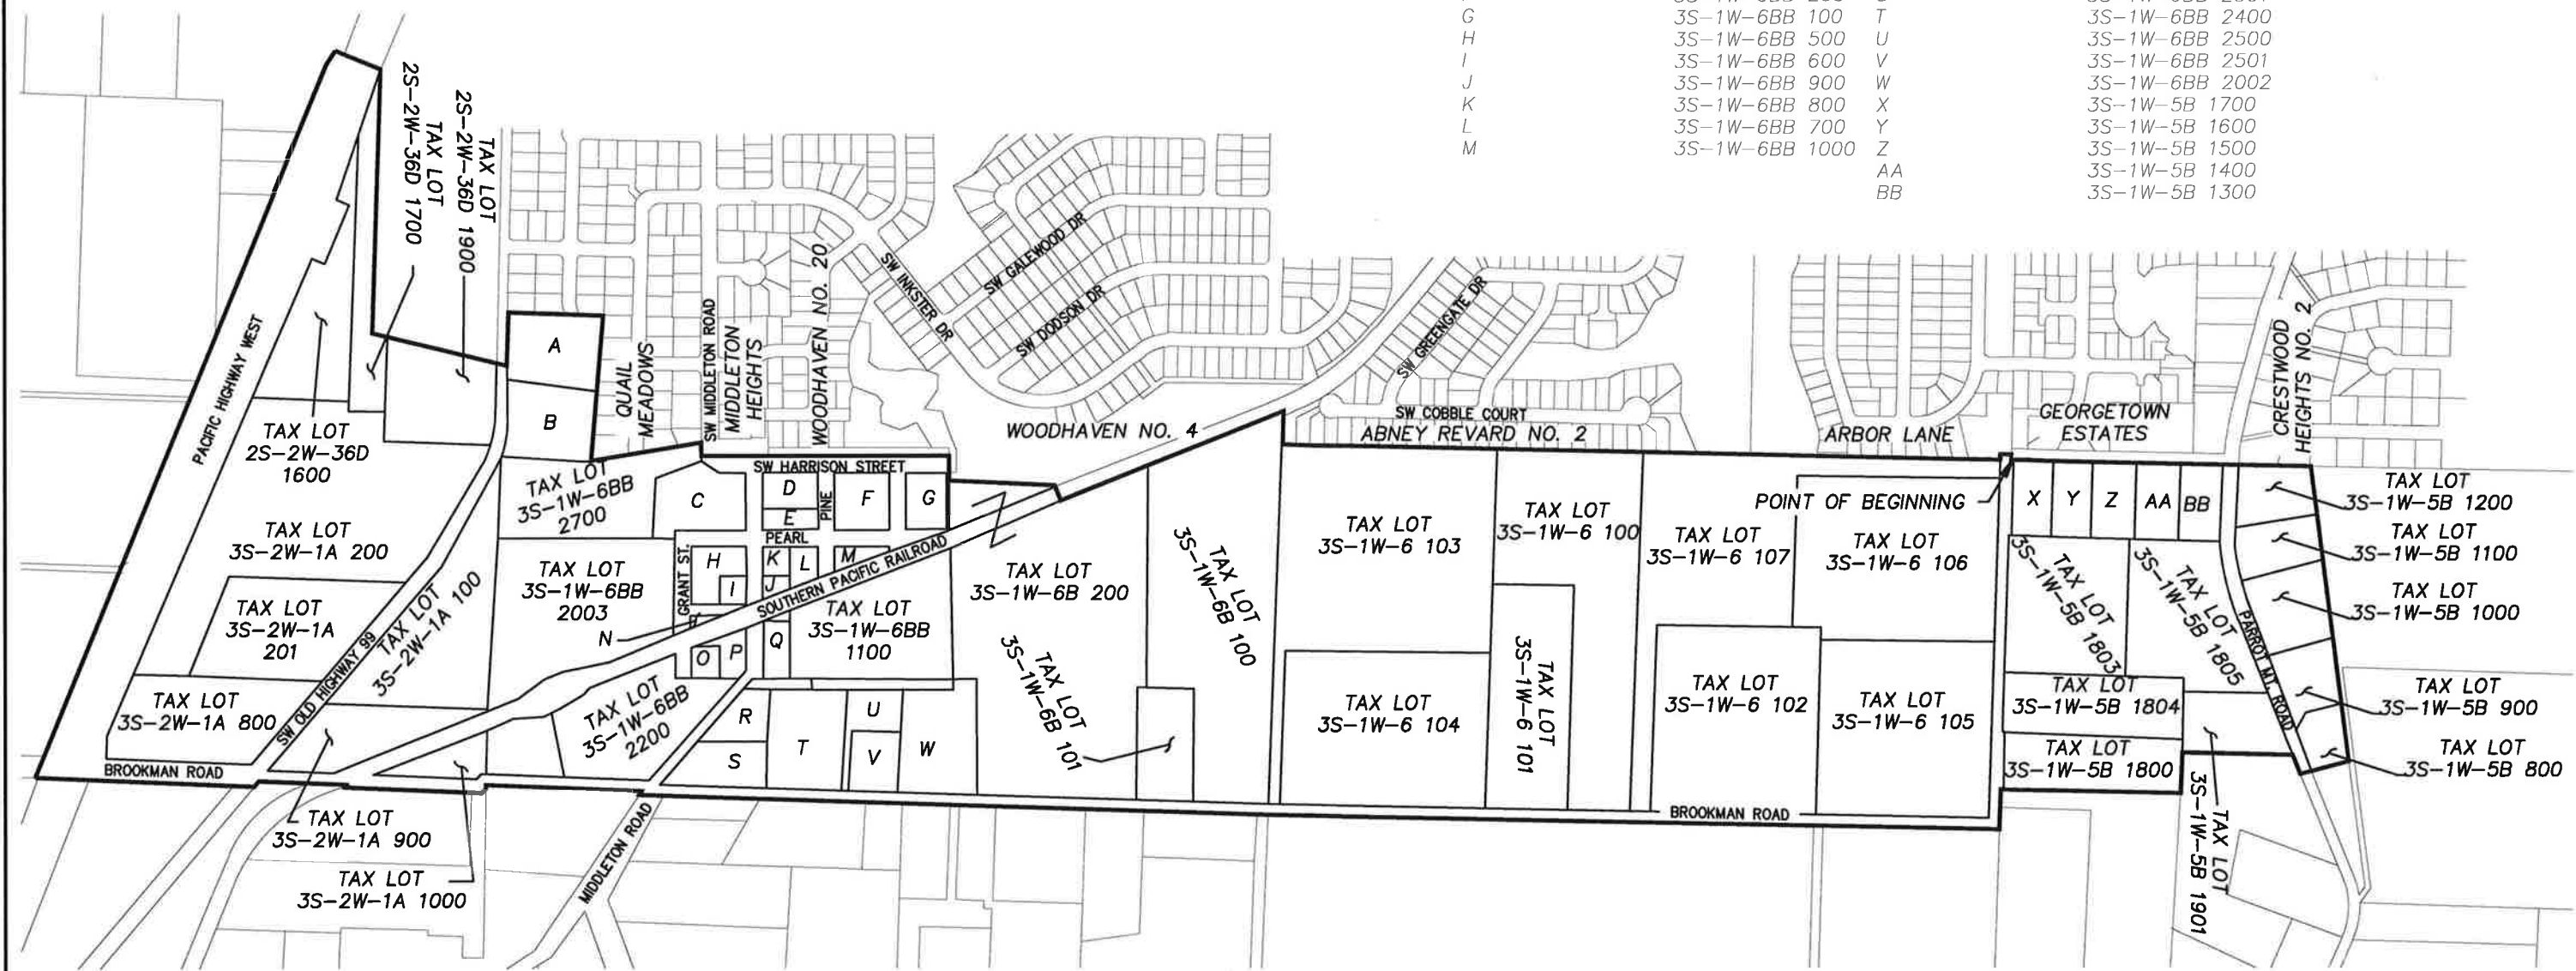 G 3S-1W-6BB 100 T 3S-1W-6BB 2400
H 3S-1W-6BB 500 U 3S-1W-6BB 2500
I 3S-1W-6BB 600 V 3S-1W-6BB 2501
J 3S-1W-6BB 900 W 3S-1W-6BB 2002
K 3S-1W-6BB 800 X 3S-1W-5B 1700
L 3S-1W-6BB 700 Y 3S-1W-5B 1600
M 3S-1W-6BB 1000 Z 3S-1W-5B 1500
AA 3S-1W-5B 1400
BB 3S-1W-5B 1300
TAX LOT
2S-2W-36D 1900
TAX LOT
2S-2W-36D 1700
PACIFIC HIGHWAY WEST
TAX LOT
2S-2W-36D
1600
TAX LOT
3S-2W-1A 200
TAX LOT
3S-2W-1A
201
TAX LOT
3S-2W-1A 800
BROOKMAN ROAD
SW OLD HIGHWAY 99
TAX LOT
3S-2W-1A 100
TAX LOT
3S-2W-1A 900
TAX LOT
3S-2W-1A 1000
A
B
QUAIL
MEADOWS
SW MIDDLETON ROAD
MIDDLETON
HEIGHTS
WOODHAVEN NO. 20
SW INKSTER DR
SW GALEWOOD DR
SW DODSON DR
WOODHAVEN NO. 4
SW GREENGATE DR
SW COBBLE COURT
ABNEY REVARD NO. 2
ARBOR LANE
GEORGETOWN
ESTATES
CRESTWOOD
HEIGHTS NO. 2
TAX LOT
3S-1W-6BB
2700
C
SW HARRISON STREET
D
E
PINE
F
G
PEARL
GRANT ST.
H
I
K
J
L
M
SOUTHERN PACIFIC RAILROAD
TAX LOT
3S-1W-6BB
2003
N
O
P
Q
TAX LOT
3S-1W-6BB
1100
TAX LOT
3S-1W-6BB
2200
R
S
T
U
V
W
MIDDLETON ROAD
TAX LOT
3S-1W-6B 200
TAX LOT
3S-1W-6B 101
TAX LOT
3S-1W-6B 100
TAX LOT
3S-1W-6 103
TAX LOT
3S-1W-6 104
TAX LOT
3S-1W-6 100
TAX LOT
3S-1W-6 101
TAX LOT
3S-1W-6 107
TAX LOT
3S-1W-6 102
POINT OF BEGINNING
TAX LOT
3S-1W-6 106
TAX LOT
3S-1W-6 105
BROOKMAN ROAD
X
Y
Z
AA
BB
TAX LOT
3S-1W-5B 1803
TAX LOT
3S-1W-5B 1805
TAX LOT
3S-1W-5B 1804
TAX LOT
3S-1W-5B 1800
TAX LOT
3S-1W-5B 1901
PARROT MT. ROAD
TAX LOT
3S-1W-5B 1200
TAX LOT
3S-1W-5B 1100
TAX LOT
3S-1W-5B 1000
TAX LOT
3S-1W-5B 900
TAX LOT
3S-1W-5B 800